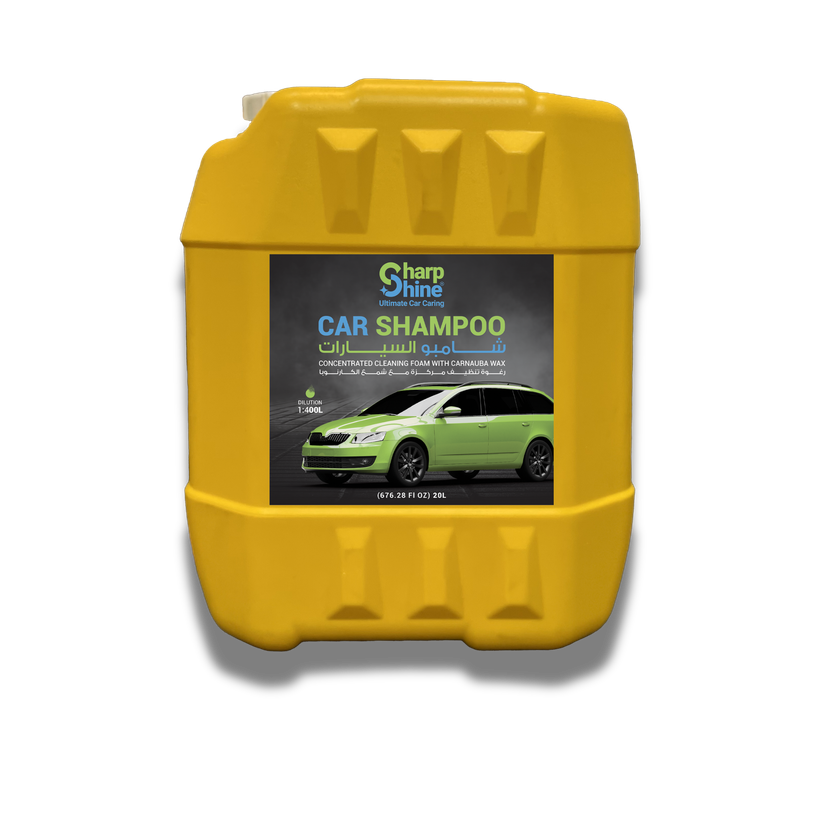 Sharp
Shine®
Ultimate Car Caring
CAR SHAMPOO
شامبو السيارات
CONCENTRATED CLEANING FOAM WITH CARNAUBA WAX
رغوة تنظيف مركزة مع شمع الكارنوبا
DILUTION
1:400L
(676.28 Fl OZ) 20L